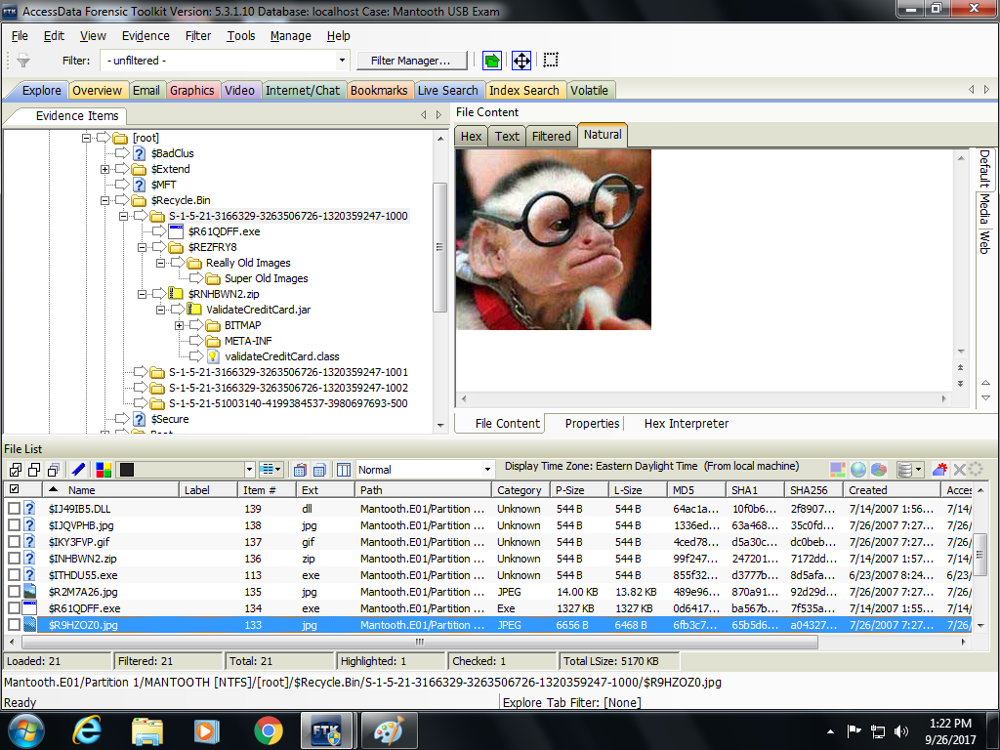 AccessData Forensic Toolkit Version: 5.3.1.10 Database: localhost Case: Mantooth USB Exam
File Edit View Evidence Filter Tools Manage Help
Filter: - unfiltered - Filter Manager...
Explore Overview Email Graphics Video Internet/Chat Bookmarks Live Search Index Search Volatile
Evidence Items
[root]
$BadClus
$Extend
$MFT
$Recycle.Bin
S-1-5-21-3166329-3263506726-1320359247-1000
$R61QDFF.exe
$REZFRY8
Really Old Images
Super Old Images
$RNHBWN2.zip
ValidateCreditCard.jar
BITMAP
META-INF
validateCreditCard.class
S-1-5-21-3166329-3263506726-1320359247-1001
S-1-5-21-3166329-3263506726-1320359247-1002
S-1-5-21-51003140-4199384537-3980697693-500
$Secure
File Content
Hex Text Filtered Natural
Default Media Web
File Content Properties Hex Interpreter
File List
Normal Display Time Zone: Eastern Daylight Time (From local machine)
Name Label Item # Ext Path Category P-Size L-Size MD5 SHA1 SHA256 Created Acces
$IJ49IB5.DLL 139 dll Mantooth.E01/Partition ... Unknown 544 B 544 B 64ac1a... 10f0b6... 2f8907... 7/14/2007 1:56... 7/14/
$IJQVPHB.jpg 138 jpg Mantooth.E01/Partition ... Unknown 544 B 544 B 1336ed... 63a468... 35c0fd... 7/26/2007 7:27... 7/26/
$IKY3FVP.gif 137 gif Mantooth.E01/Partition ... Unknown 544 B 544 B 4ced78... d5a30c... dc0beb... 7/26/2007 7:27... 7/26/
$INHBWN2.zip 136 zip Mantooth.E01/Partition ... Unknown 544 B 544 B 99f247... 247201... 7172dd... 7/14/2007 1:57... 7/14/
$ITHDU55.exe 113 exe Mantooth.E01/Partition ... Unknown 544 B 544 B 855f32... d3777b... 8d5afa... 6/23/2007 8:24... 6/23/
$R2M7A26.jpg 135 jpg Mantooth.E01/Partition ... JPEG 14.00 KB 13.82 KB 489e96... 870a91... 92d29d... 7/26/2007 7:27... 7/26/
$R61QDFF.exe 134 exe Mantooth.E01/Partition ... Exe 1327 KB 1327 KB 0d6417... ba567b... 7f535a... 7/14/2007 1:55... 7/14/
$R9HZOZ0.jpg 133 jpg Mantooth.E01/Partition ... JPEG 6656 B 6468 B 6fb3c7... 65b5d6... a04327... 7/26/2007 7:27... 7/26/
Loaded: 21 Filtered: 21 Total: 21 Highlighted: 1 Checked: 1 Total LSize: 5170 KB
Mantooth.E01/Partition 1/MANTOOTH [NTFS]/[root]/$Recycle.Bin/S-1-5-21-3166329-3263506726-1320359247-1000/$R9HZOZ0.jpg
Ready Explore Tab Filter: [None]
FTK 1:22 PM
9/26/2017